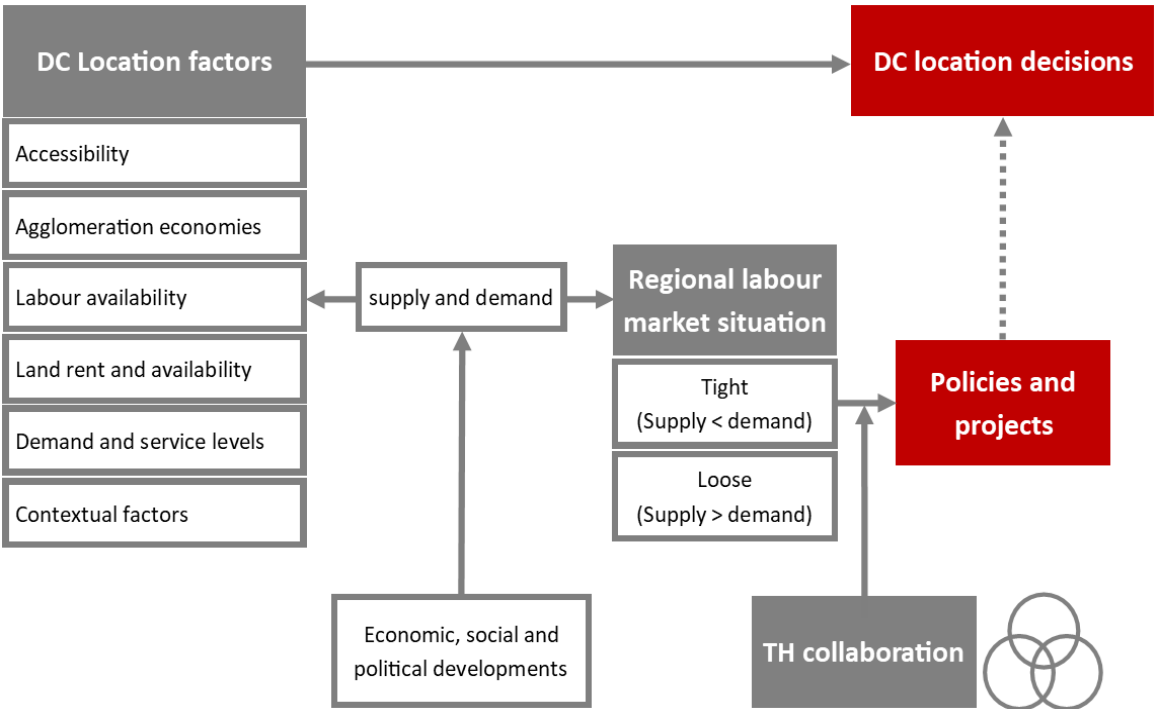 DC Location factors
DC location decisions
Accessibility
Agglomeration economies
Labour availability
Land rent and availability
Demand and service levels
Contextual factors
supply and demand
Regional labour
market situation
Tight
(Supply < demand)
Loose
(Supply > demand)
Policies and
projects
Economic, social and
political developments
TH collaboration